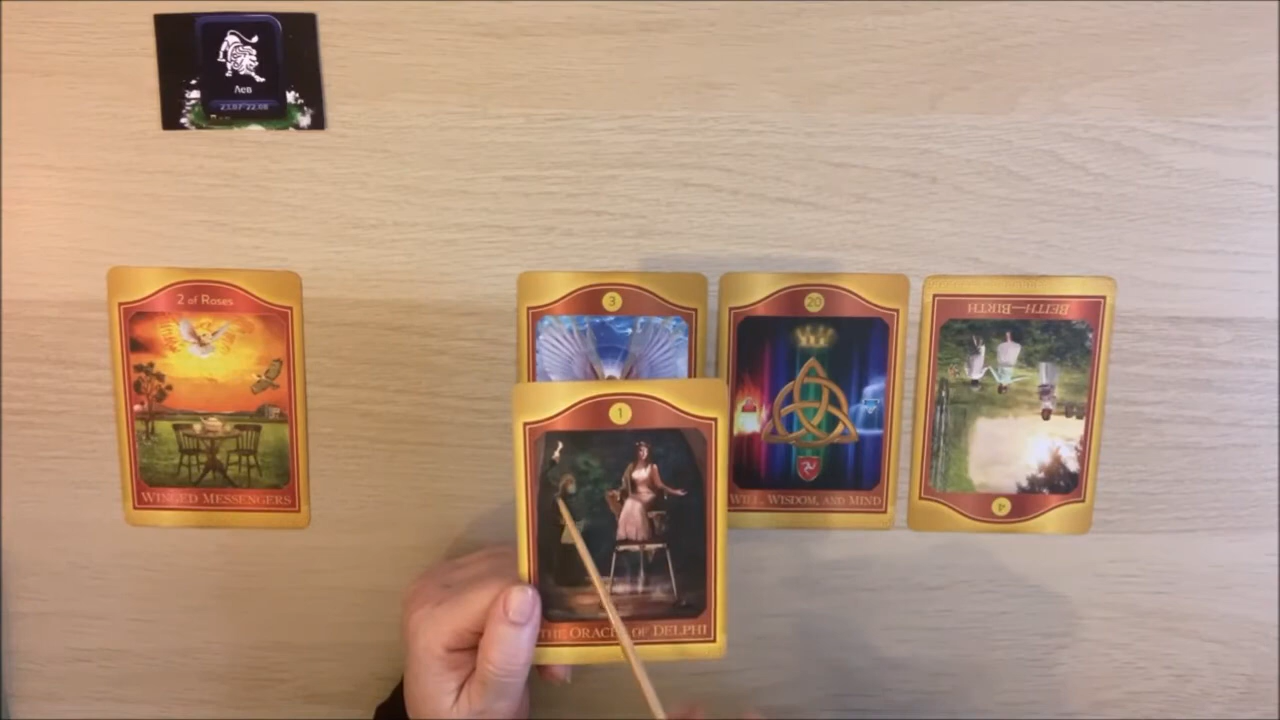 Лев
23.07-22.08
2 of Roses
WINGED MESSENGERS
3
1
THE ORACLE OF DELPHI
20
WILL, WISDOM, AND MIND
BEITH—BIRTH
4